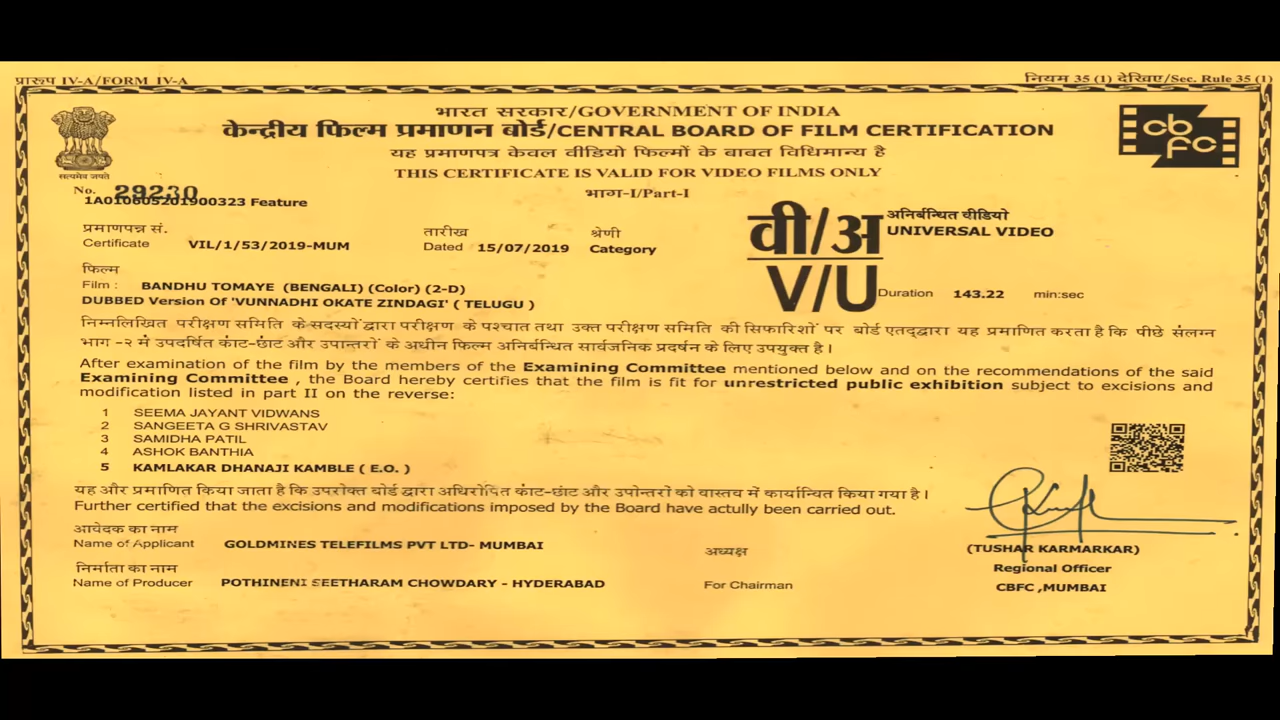 प्रारूप IV-A/FORM IV-A
नियम 35 (1) देखिए/Sec. Rule 35 (1)
भारत सरकार/GOVERNMENT OF INDIA
केन्द्रीय फिल्म प्रमाणन बोर्ड/CENTRAL BOARD OF FILM CERTIFICATION
cbfc
यह प्रमाणपत्र केवल वीडियो फिल्मों के बावत विधिमान्य है
सत्यमेव जयते
THIS CERTIFICATE IS VALID FOR VIDEO FILMS ONLY
No. 29230
भाग-I/Part-I
1A010605201900323 Feature
वी/अ
अनिर्बन्धित वीडियो
प्रमाणपन्न सं.
तारीख
श्रेणी
UNIVERSAL VIDEO
Certificate VIL/1/53/2019-MUM
Dated 15/07/2019
Category
V/U
फिल्म
Film : BANDHU TOMAYE (BENGALI) (Color) (2-D)
Duration 143.22 min:sec
DUBBED Version Of 'VUNNADHI OKATE ZINDAGI' ( TELUGU )
निम्नलिखित परीक्षण समिति के सदस्यों द्वारा परीक्षण के पश्चात तथा उक्त परीक्षण समिति की सिफारिशों पर बोर्ड एतद्द्वारा यह प्रमाणित करता है कि पीछे संलग्न
भाग -२ में उपदर्षित कांट-छांट और उपान्तरों के अधीन फिल्म अनिर्बन्धित सार्वजनिक प्रदर्षन के लिए उपयुक्त है।
After examination of the film by the members of the Examining Committee mentioned below and on the recommendations of the said
Examining Committee , the Board hereby certifies that the film is fit for unrestricted public exhibition subject to excisions and
modification listed in part II on the reverse:
1 SEEMA JAYANT VIDWANS
2 SANGEETA G SHRIVASTAV
3 SAMIDHA PATIL
4 ASHOK BANTHIA
5 KAMLAKAR DHANAJI KAMBLE ( E.O. )
यह और प्रमाणित किया जाता है कि उपरोक्त बोर्ड द्वारा अधिरोपित कांट-छांट और उपोन्तरों को वास्तव में कार्यान्वित किया गया है।
Further certified that the excisions and modifications imposed by the Board have actully been carried out.
आवेदक का नाम
Name of Applicant GOLDMINES TELEFILMS PVT LTD- MUMBAI
अध्यक्ष
(TUSHAR KARMARKAR)
निर्माता का नाम
Regional Officer
Name of Producer POTHINENI SEETHARAM CHOWDARY - HYDERABAD
For Chairman
CBFC ,MUMBAI